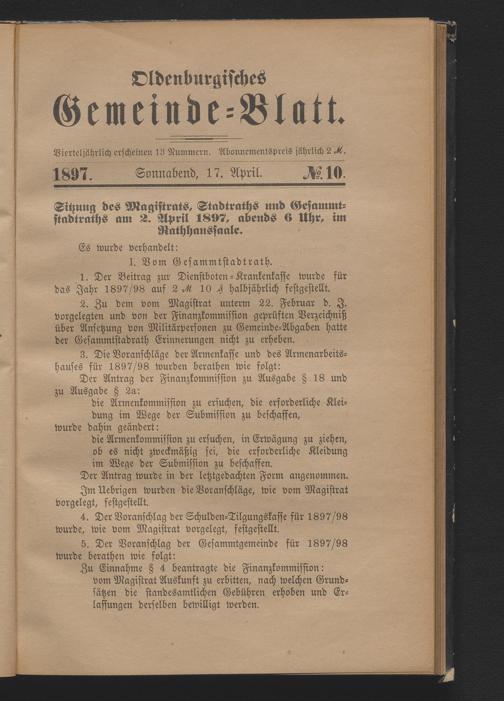 Oldenburgisches
Gemeinde=Blatt.
Vierteljährlich erscheinen 13 Nummern. Abonnementspreis jährlich 2 ℳ.
1897. Sonnabend, 17. April. № 10.
Sitzung des Magistrats, Stadtraths und Gesammt-
stadtraths am 2. April 1897, abends 6 Uhr, im
Rathhaussaale.
Es wurde verhandelt:
I. Vom Gesammtstadtrath.
1. Der Beitrag zur Dienstboten=Krankenkasse wurde für
das Jahr 1897/98 auf 2 ℳ 10 ₰ halbjährlich festgestellt.
2. Zu dem vom Magistrat unterm 22. Februar d. J.
vorgelegten und von der Finanzkommission geprüften Verzeichniß
über Ansetzung von Militärpersonen zu Gemeinde=Abgaben hatte
der Gesammtstadtrath Erinnerungen nicht zu erheben.
3. Die Voranschläge der Armenkasse und des Armenarbeits-
hauses für 1897/98 wurden berathen wie folgt:
Der Antrag der Finanzkommission zu Ausgabe § 18 und
zu Ausgabe § 2a:
die Armenkommission zu ersuchen, die erforderliche Klei-
dung im Wege der Submission zu beschaffen,
wurde dahin geändert:
die Armenkommission zu ersuchen, in Erwägung zu ziehen,
ob es nicht zweckmäßig sei, die erforderliche Kleidung
im Wege der Submission zu beschaffen.
Der Antrag wurde in der letztgedachten Form angenommen.
Im Uebrigen wurden die Voranschläge, wie vom Magistrat
vorgelegt, festgestellt.
4. Der Voranschlag der Schulden=Tilgungskasse für 1897/98
wurde, wie vom Magistrat vorgelegt, festgestellt.
5. Der Voranschlag der Gesammtgemeinde für 1897/98
wurde berathen wie folgt:
Zu Einnahme § 4 beantragte die Finanzkommission:
vom Magistrat Auskunft zu erbitten, nach welchen Grund-
sätzen die standesamtlichen Gebühren erhoben und Er-
lassungen derselben bewilligt werden.